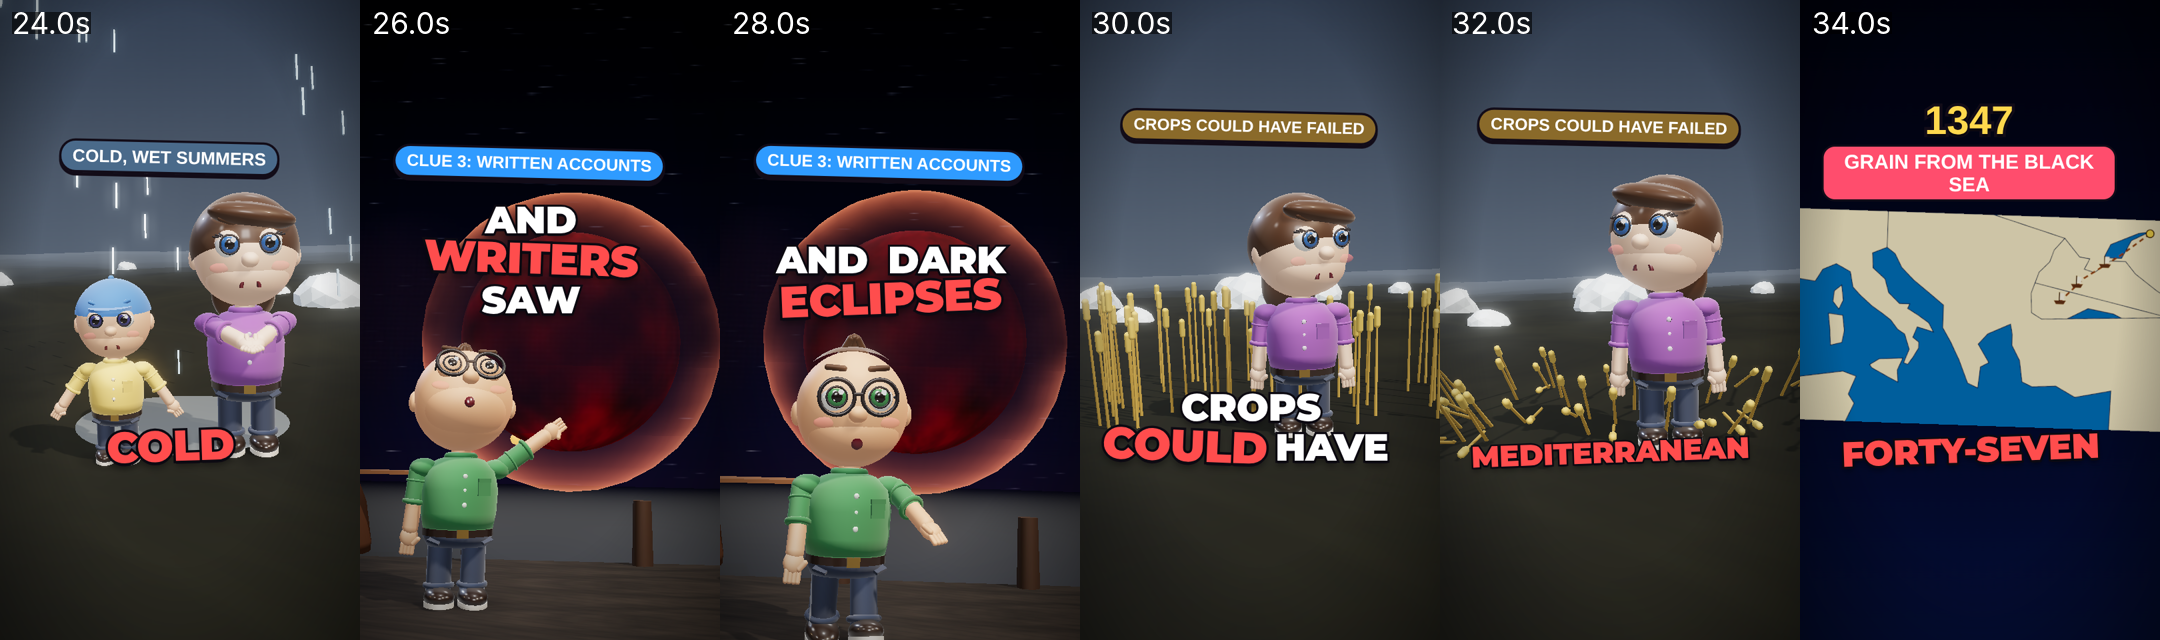 24.0s
COLD, WET SUMMERS
COLD
26.0s
CLUE 3: WRITTEN ACCOUNTS
AND
WRITERS
SAW
28.0s
CLUE 3: WRITTEN ACCOUNTS
AND DARK
ECLIPSES
30.0s
CROPS COULD HAVE FAILED
CROPS
COULD HAVE
32.0s
CROPS COULD HAVE FAILED
MEDITERRANEAN
34.0s
1347
GRAIN FROM THE BLACK
SEA
FORTY-SEVEN